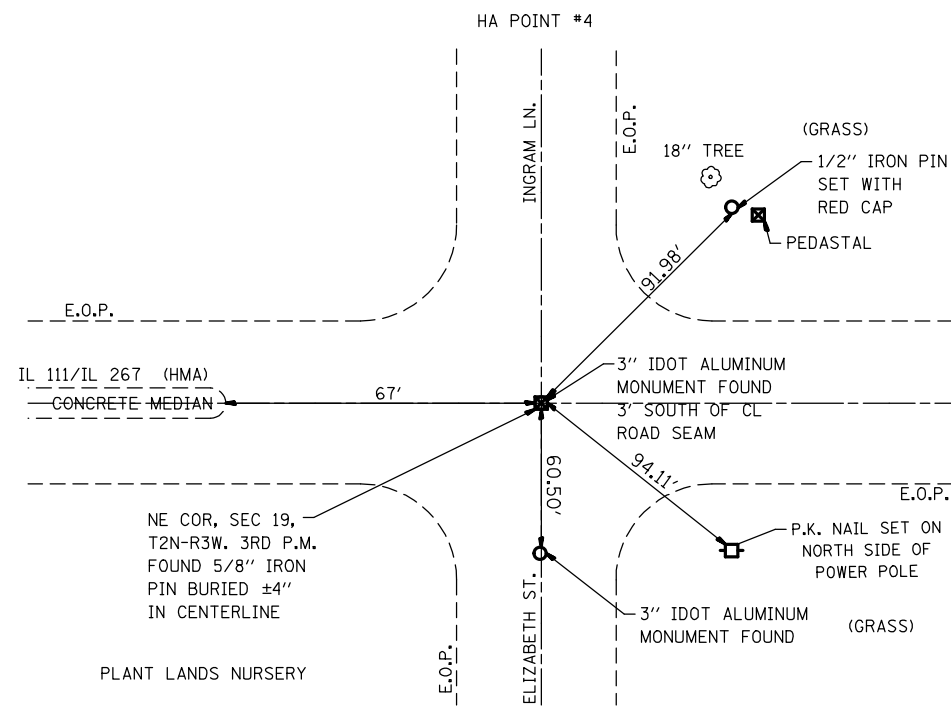 HA POINT #4
INGRAM LN.
E.O.P.
(GRASS)
18" TREE
1/2" IRON PIN
SET WITH
RED CAP
PEDASTAL
91.98'
E.O.P.
IL 111/IL 267 (HMA)
CONCRETE MEDIAN
67'
3" IDOT ALUMINUM
MONUMENT FOUND
3' SOUTH OF CL
ROAD SEAM
94.11'
60.50'
E.O.P.
NE COR, SEC 19,
T2N-R3W. 3RD P.M.
FOUND 5/8" IRON
PIN BURIED ±4"
IN CENTERLINE
P.K. NAIL SET ON
NORTH SIDE OF
POWER POLE
3" IDOT ALUMINUM
MONUMENT FOUND
(GRASS)
ELIZABETH ST.
E.O.P.
PLANT LANDS NURSERY